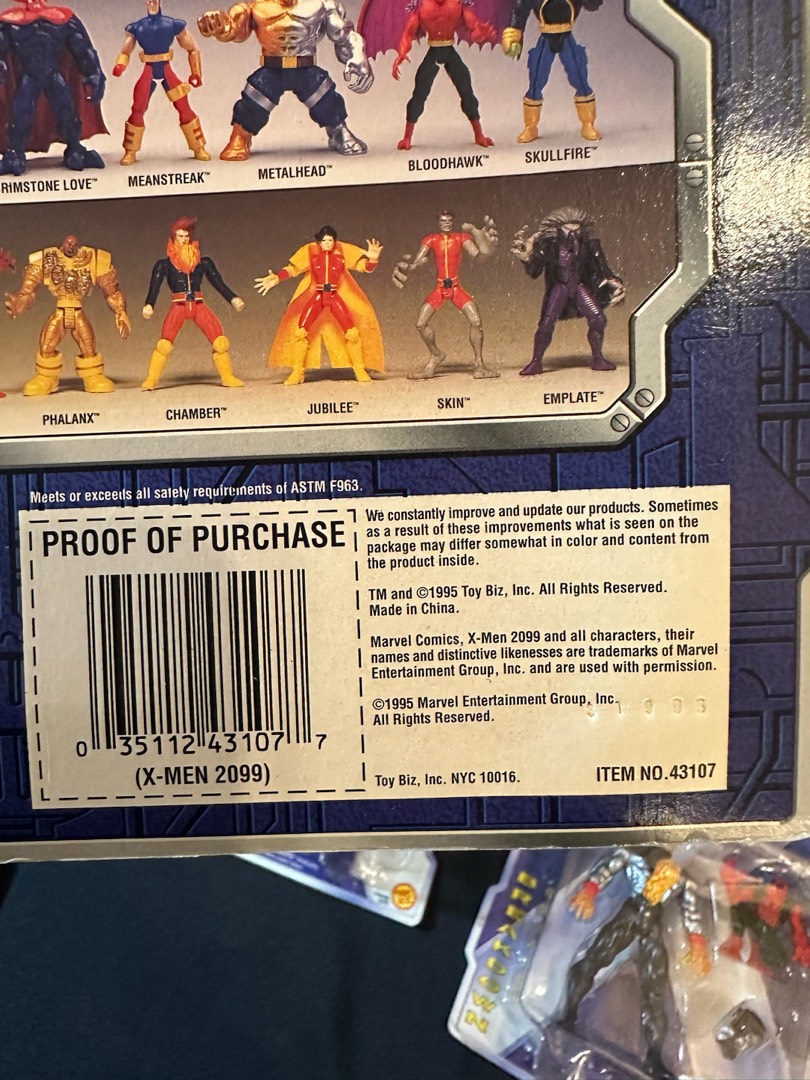 RIMSTONE LOVE™
MEANSTREAK™
METALHEAD™
BLOODHAWK™
SKULLFIRE™
PHALANX™
CHAMBER™
JUBILEE™
SKIN™
EMPLATE™
Meets or exceeds all safety requirements of ASTM F963.
PROOF OF PURCHASE
0 35112 43107 7
(X-MEN 2099)
We constantly improve and update our products. Sometimes
as a result of these improvements what is seen on the
package may differ somewhat in color and content from
the product inside.
TM and ©1995 Toy Biz, Inc. All Rights Reserved.
Made in China.
Marvel Comics, X-Men 2099 and all characters, their
names and distinctive likenesses are trademarks of Marvel
Entertainment Group, Inc. and are used with permission.
©1995 Marvel Entertainment Group, Inc.
All Rights Reserved.
Toy Biz, Inc. NYC 10016.
ITEM NO.43107